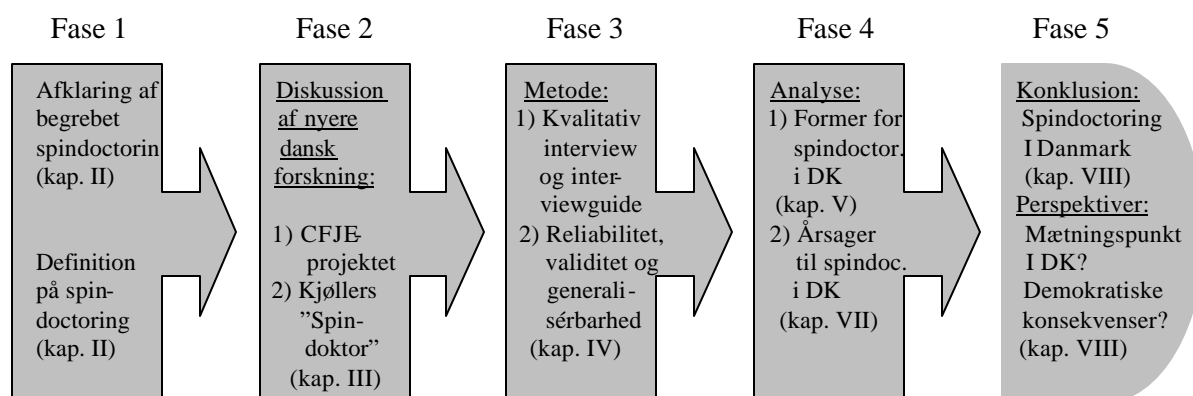 Fase 1
Afklaring af
begrebet
spindoctorin
(kap. II)
Definition
på spin-
doctoring
(kap. II)
Fase 2
Diskussion
af nyere
dansk
forskning:
1) CFJE-
projektet
2) Kjøllers
”Spin-
doktor”
(kap. III)
Fase 3
Metode:
1) Kvalitativ
interview
og inter-
viewguide
2) Reliabilitet,
validitet og
generali-
sérbarhed
(kap. IV)
Fase 4
Analyse:
1) Former for
spindoctor.
i DK
(kap. V)
2) Årsager
til spindoc.
i DK
(kap. VII)
Fase 5
Konklusion:
Spindoctoring
I Danmark
(kap. VIII)
Perspektiver:
Mætningspunkt
I DK?
Demokratiske
konsekvenser?
(kap. VIII)